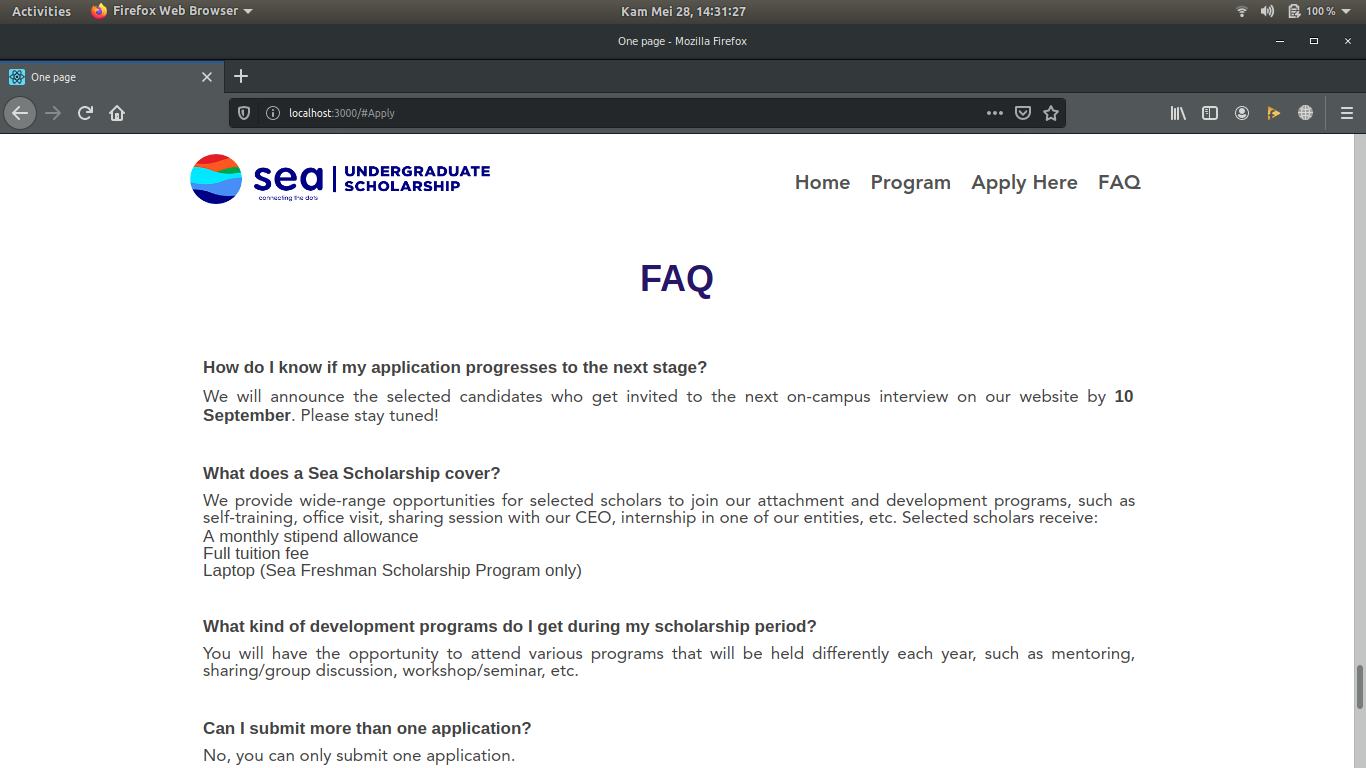 Activities Firefox Web Browser Kam Mei 28, 14:31:27 100 %
One page - Mozilla Firefox
One page
localhost:3000/#Apply
sea UNDERGRADUATE SCHOLARSHIP
connecting the dots
Home Program Apply Here FAQ
FAQ
How do I know if my application progresses to the next stage?
We will announce the selected candidates who get invited to the next on-campus interview on our website by 10
September. Please stay tuned!
What does a Sea Scholarship cover?
We provide wide-range opportunities for selected scholars to join our attachment and development programs, such as
self-training, office visit, sharing session with our CEO, internship in one of our entities, etc. Selected scholars receive:
A monthly stipend allowance
Full tuition fee
Laptop (Sea Freshman Scholarship Program only)
What kind of development programs do I get during my scholarship period?
You will have the opportunity to attend various programs that will be held differently each year, such as mentoring,
sharing/group discussion, workshop/seminar, etc.
Can I submit more than one application?
No, you can only submit one application.